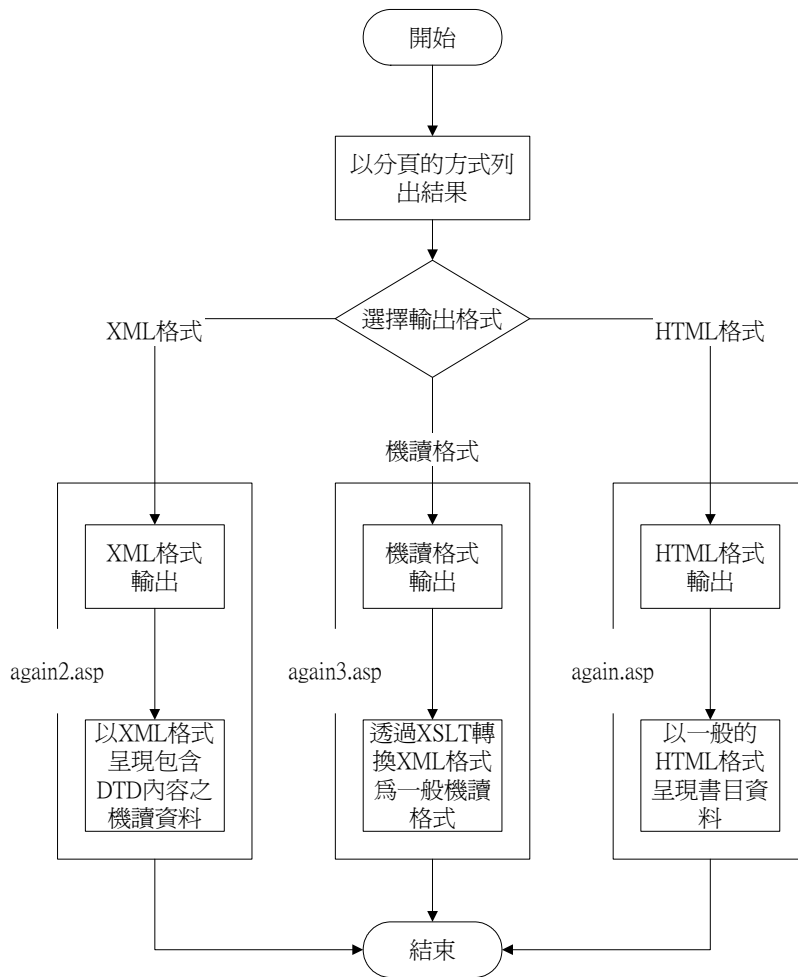 開始
以分頁的方式列
出結果
選擇輸出格式
XML格式
HTML格式
機讀格式
XML格式
輸出
機讀格式
輸出
HTML格式
輸出
again2.asp
again3.asp
again.asp
以XML格式
呈現包含
DTD內容之
機讀資料
透過XSLT轉
換XML格式
為一般機讀
格式
以一般的
HTML格式
呈現書目資
料
結束